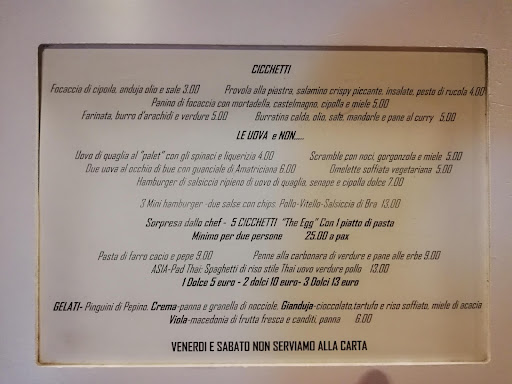 CICCHETTI
Focaccia di cipolla, anduja olio e sale 3.00 Provola alla piastra, salamino crispy piccante, insalate, pesto di rucola 4,00
Panino di focaccia con mortadella, castelmagno, cipolla e miele 5.00
Farinata, burro d'arachidi e verdure 5.00 Burratina calda, olio, sale, mandorle e pane al curry 5.00
LE UOVA e NON.....
Uovo di quaglia al "palet" con gli spinaci e liquerizia 4.00 Scramble con noci, gorgonzola e miele 5.00
Due uova al occhio di bue con guanciale di Amatriciana 6.00 Omelette soffiata vegetariana 5.00
Hamburger di salsiccia ripieno di uovo di quaglia, senape e cipolla dolce 7.00
3 Mini hamburger -due salse con chips Pollo-Vitello-Salsiccia di Bra 13.00
Sorpresa dallo chef - 5 CICCHETTI "The Egg" Con 1 piatto di pasta
Minimo per due persone 25.00 a pax
Pasta di farro cacio e pepe 9.00 Penne alla carbonara di verdure e pane alle erbe 9.00
ASIA-Pad Thai: Spaghetti di riso stile Thai uovo verdure pollo 13.00
1 Dolce 5 euro - 2 dolci 10 euro- 3 Dolci 13 euro
GELATI- Pinguini di Pepino, Crema-panna e granella di nocciole, Gianduja-cioccolato,tartufo e riso soffiato, miele di acacia
Viola-macedonia di frutta fresca e canditi, panna 6.00
VENERDI E SABATO NON SERVIAMO ALLA CARTA